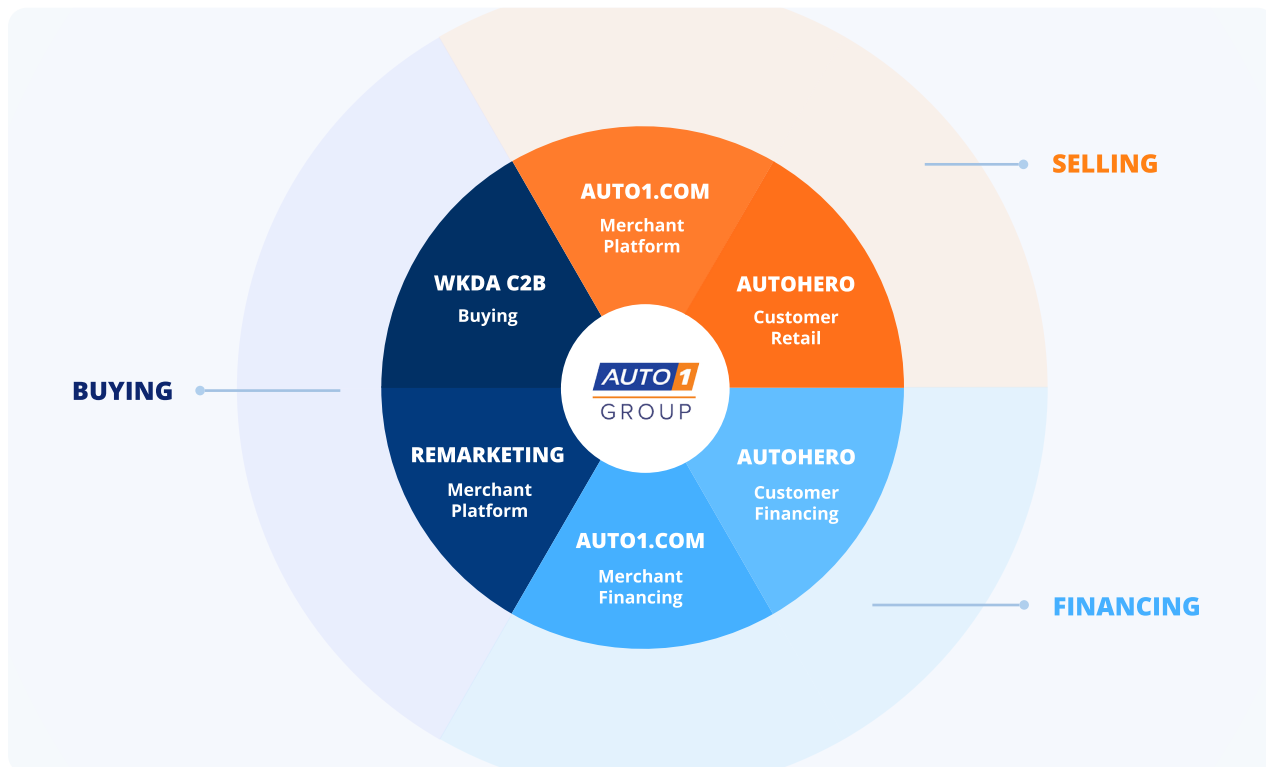 AUTO1.COM
Merchant
Platform
SELLING
WKDA C2B
Buying
AUTOHERO
Customer
Retail
BUYING
AUTO1
GROUP
REMARKETING
Merchant
Platform
AUTOHERO
Customer
Financing
AUTO1.COM
Merchant
Financing
FINANCING